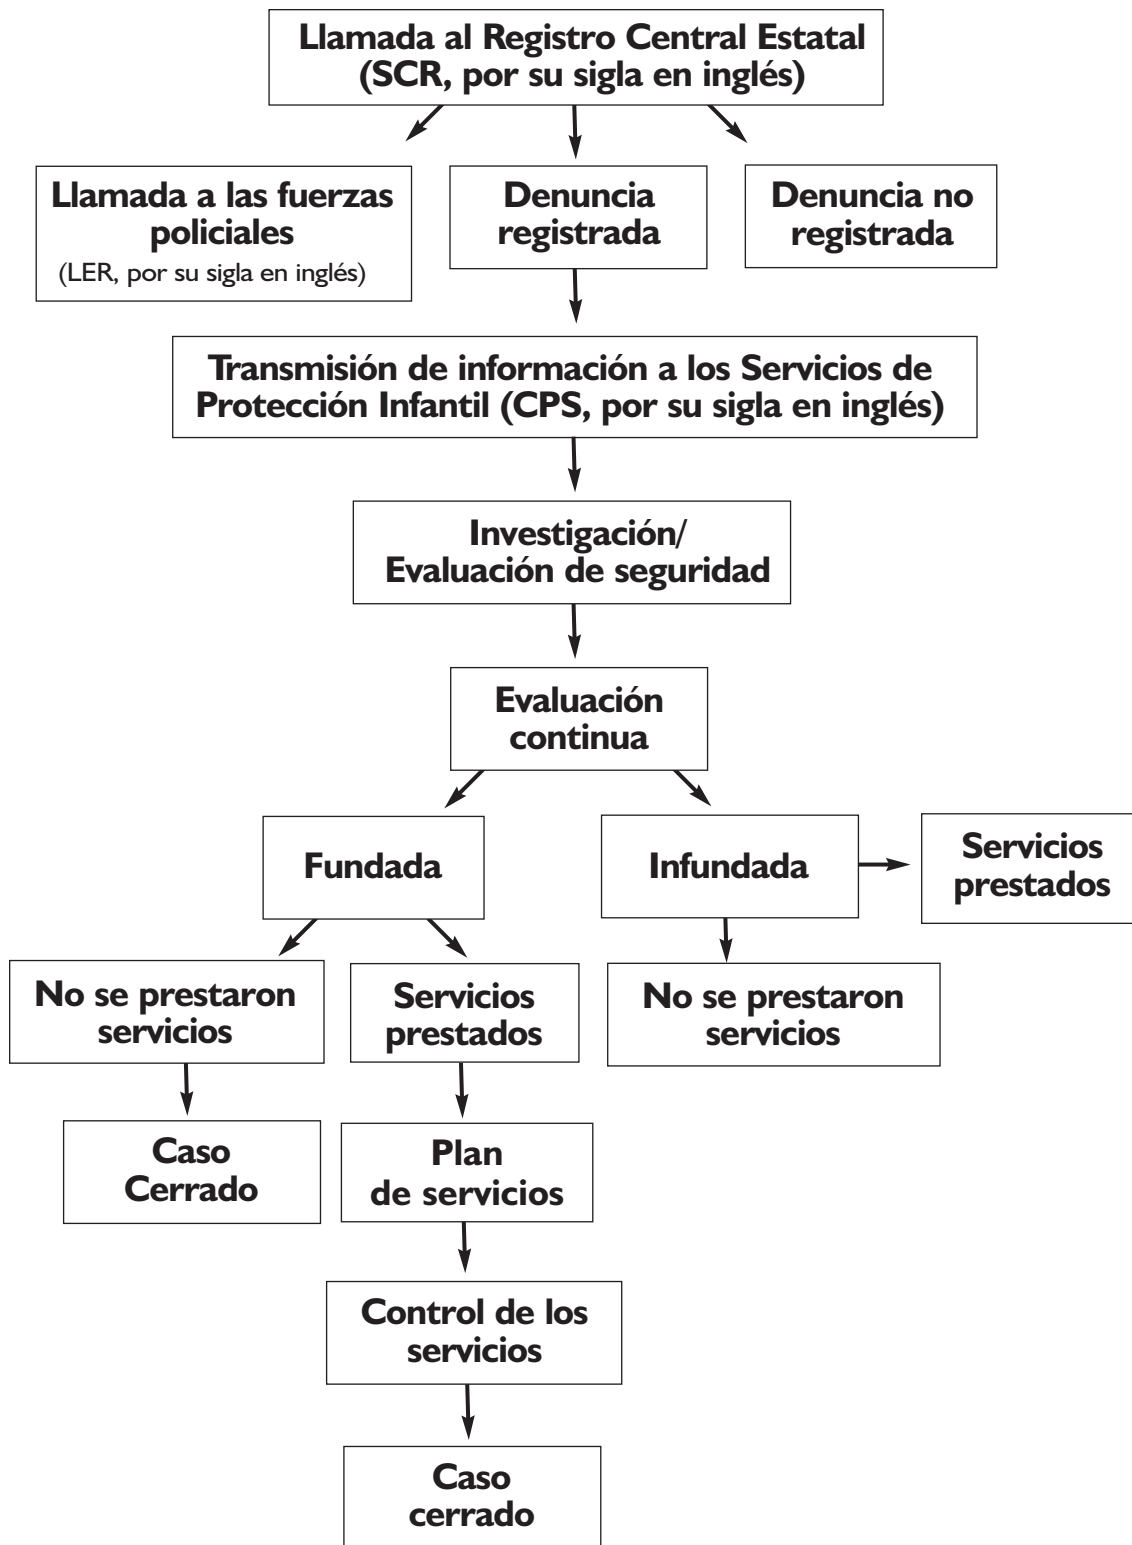 Llamada al Registro Central Estatal
(SCR, por su sigla en inglés)
Llamada a las fuerzas
policiales
(LER, por su sigla en inglés)
Denuncia
registrada
Denuncia no
registrada
Transmisión de información a los Servicios de
Protección Infantil (CPS, por su sigla en inglés)
Investigación/
Evaluación de seguridad
Evaluación
continua
Fundada
Infundada
Servicios
prestados
No se prestaron
servicios
Servicios
prestados
No se prestaron
servicios
Caso
Cerrado
Plan
de servicios
Control de los
servicios
Caso
cerrado